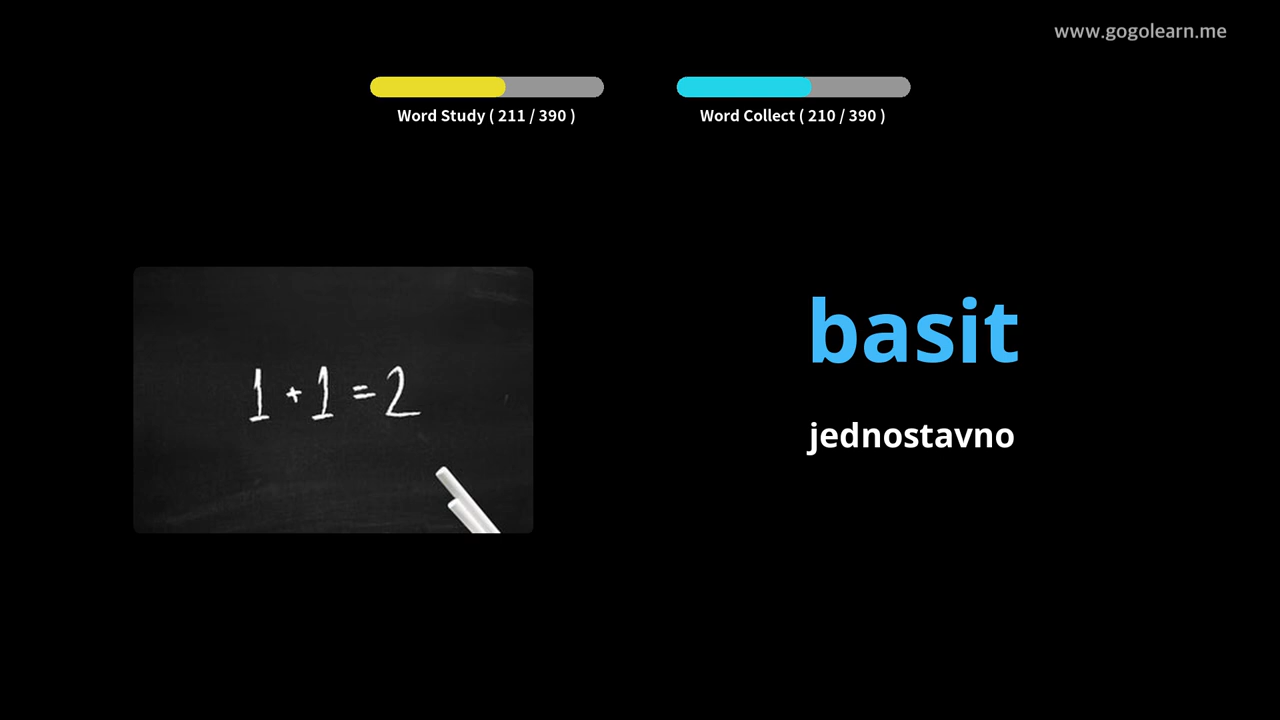 www.gogolearn.me
Word Study ( 211 / 390 )
Word Collect ( 210 / 390 )
1 + 1 = 2
basit
jednostavno